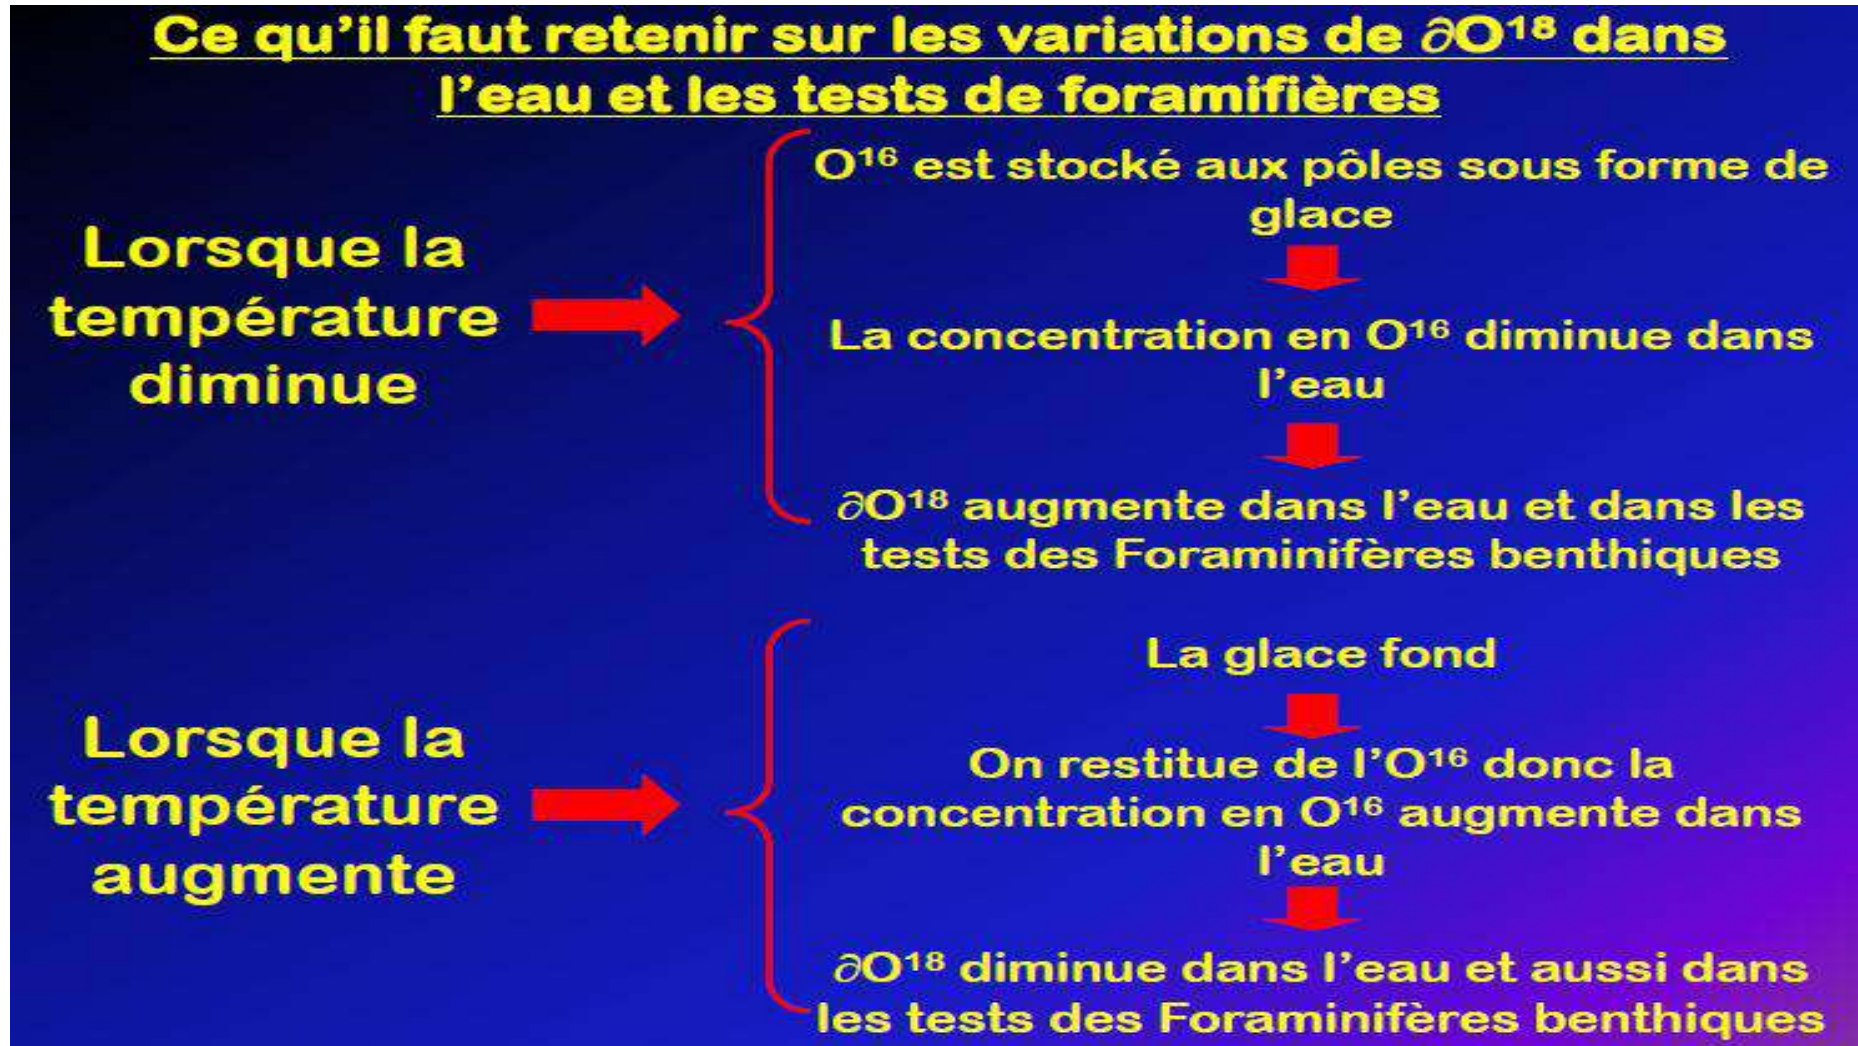 Ce qu’il faut retenir sur les variations de ∂O¹⁸ dans
l’eau et les tests de foramifières
Lorsque la
température
diminue
O¹⁶ est stocké aux pôles sous forme de
glace
La concentration en O¹⁶ diminue dans
l’eau
∂O¹⁸ augmente dans l’eau et dans les
tests des Foraminifères benthiques
Lorsque la
température
augmente
La glace fond
On restitue de l’O¹⁶ donc la
concentration en O¹⁶ augmente dans
l’eau
∂O¹⁸ diminue dans l’eau et aussi dans
les tests des Foraminifères benthiques